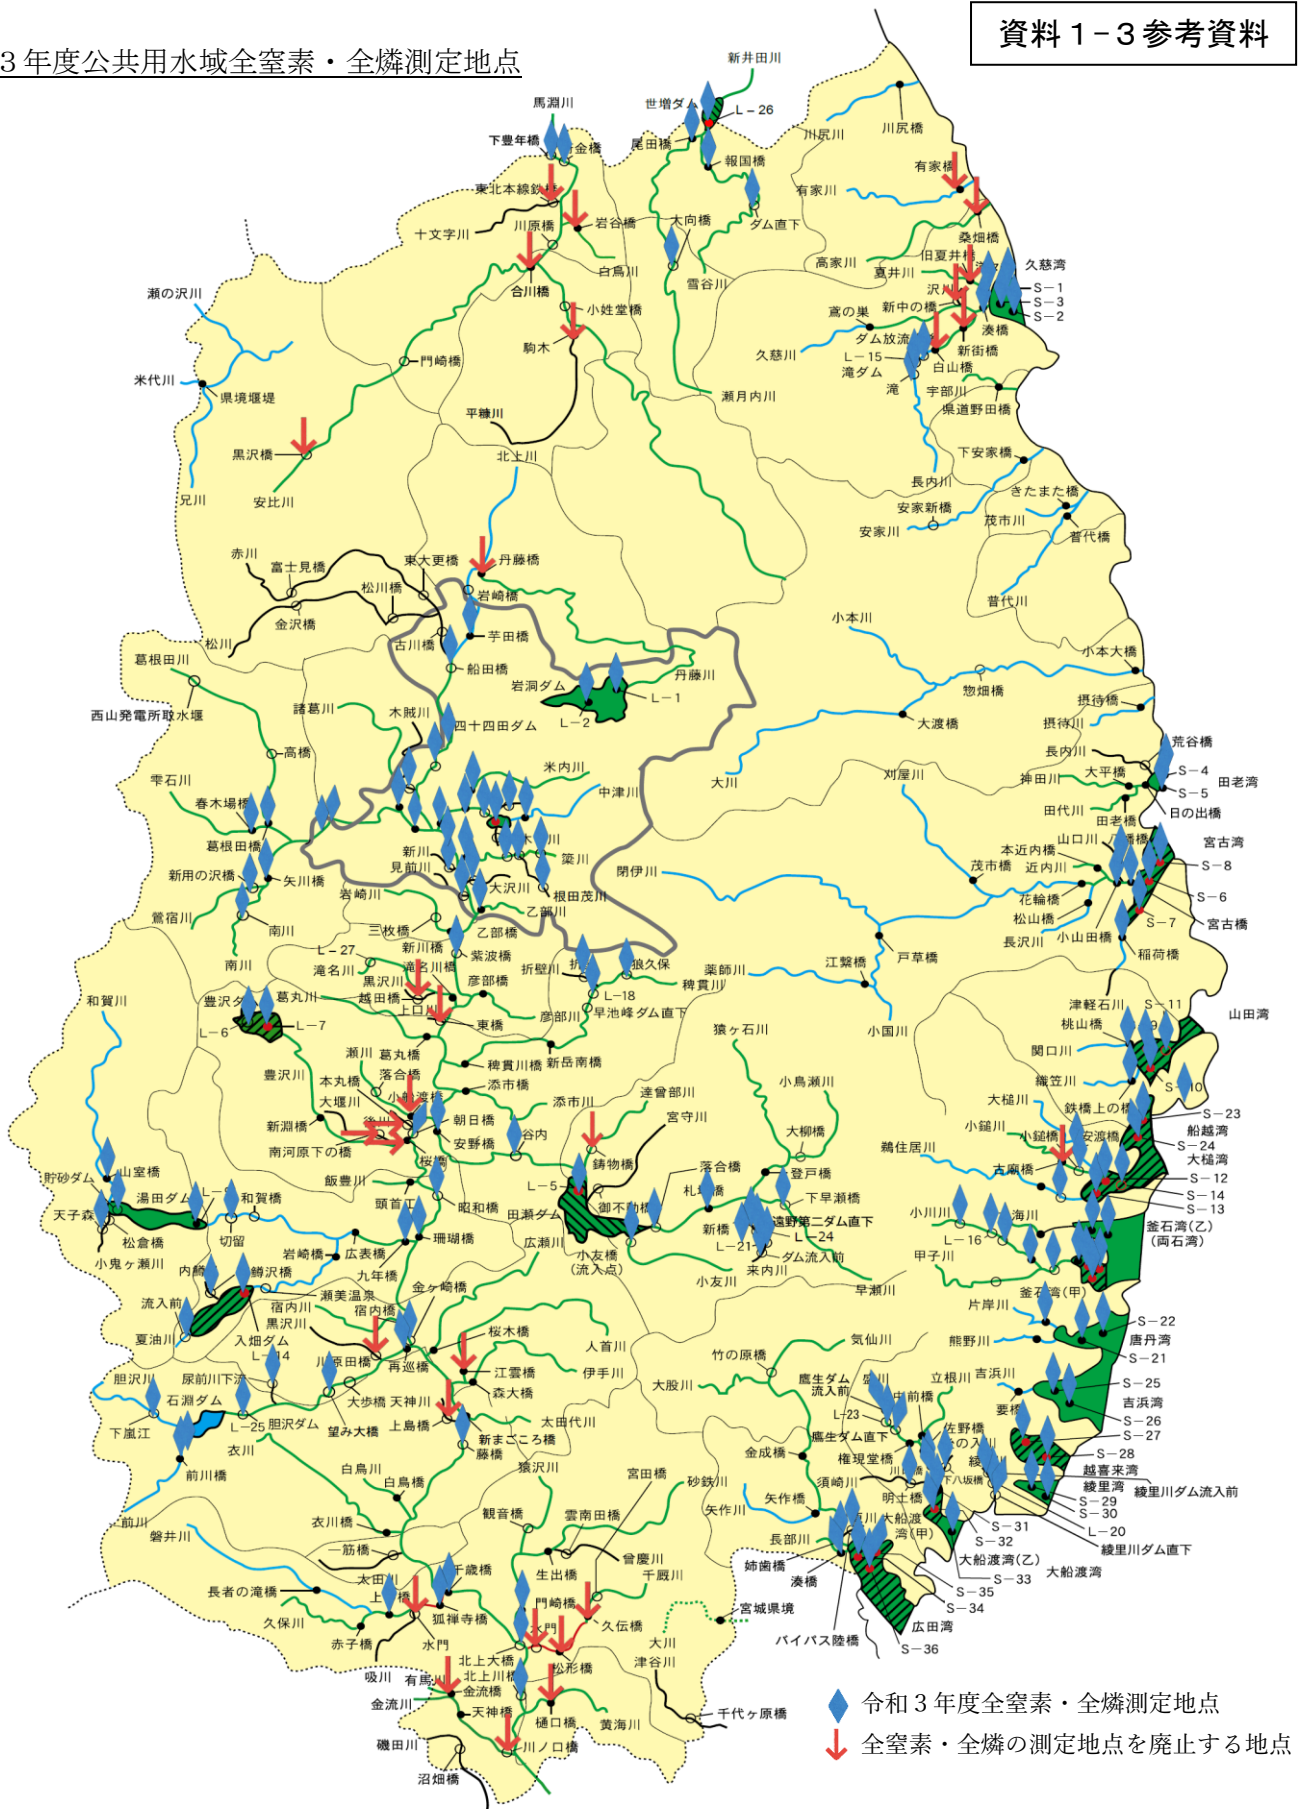 資料1-3参考資料
3年度公共用水域全窒素・全燐測定地点
新井田川
馬淵川
世増ダム
L-26
下豊年橋
尾田橋
報国橋
川尻川
川尻橋
有家橋
有家川
東北本線鉄橋
川原橋
岩谷橋
大向橋
ダム直下
十文字川
白鳥川
桑畑橋
高家川
旧夏井橋
夏井川
久慈湾
合川橋
雪谷川
S-1
S-3
S-2
瀬の沢川
小姓堂橋
鳶の巣
新中の橋
湊橋
駒木
門崎橋
久慈川
L-15
滝ダム
滝
白山橋
新街橋
宇部川
県道野田橋
米代川
県境堰堤
瀬月内川
平糠川
黒沢橋
北上川
下安家橋
兄川
安比川
長内川
安家新橋
安家川
きたまた橋
茂市川
普代橋
赤川
富士見橋
東大更橋
丹藤橋
松川橋
岩崎橋
普代川
金沢橋
松川
古川橋
芋田橋
小本川
葛根田川
船田橋
丹藤川
小本大橋
惣畑橋
西山発電所取水堰
諸葛川
木賊川
岩洞ダム
L-1
L-2
摂待橋
摂待川
四十四田ダム
大渡橋
高橋
長内川
荒谷橋
雫石川
米内川
中津川
大川
刈屋川
神田川
大平橋
S-4
S-5
田老湾
春木場橋
田代川
田老橋
日の出橋
葛根田橋
新川
見前川
簗川
山口川
八幡橋
宮古湾
本近内橋
近内川
S-8
新用の沢橋
矢川橋
岩崎川
大沢川
根田茂川
閉伊川
茂市橋
花輪橋
松山橋
S-6
S-7
宮古橋
鶯宿川
南川
三枚橋
乙部川
乙部橋
長沢川
小山田橋
稲荷橋
南川
L-27
滝名川
新川橋
滝名川橋
紫波橋
折壁川
狼久保
薬師川
江繋橋
戸草橋
和賀川
豊沢ダム
葛丸川
黒沢川
越田橋
彦部橋
L-18
稗貫川
津軽石川
S-11
L-6
L-7
東橋
彦部川
早池峰ダム直下
猿ヶ石川
小国川
桃山橋
山田湾
瀬川
葛丸橋
稗貫川橋
新岳南橋
関口川
豊沢川
本丸橋
落合橋
添市橋
小鳥瀬川
織笠川
大堰川
添市川
達曽部川
大槌川
鉄橋上の橋
S-23
新淵橋
朝日橋
宮守川
小鎚川
小鎚橋
安渡橋
船越湾
S-24
南河原下の橋
安野橋
谷内
大柳橋
鵜住居川
大槌湾
桜橋
鋳物橋
古廟橋
S-12
貯砂ダム
山室橋
湯田ダム
和賀橋
飯豊川
L-5
落合橋
登戸橋
S-14
S-13
頭首工
昭和橋
下早瀬橋
天子森
切留
田瀬ダム
新橋
遠野第二ダム直下
小川川
釜石湾(乙)
(両石湾)
松倉橋
広表橋
珊瑚橋
広瀬川
L-21
L-24
L-16
小鬼ヶ瀬川
岩崎橋
小友橋
(流入点)
ダム流入前
来内川
甲子川
九年橋
小友川
早瀬川
鱒沢橋
瀬美温泉
金ヶ崎橋
釜石湾(甲)
流入前
宿内川
宿内橋
片岸川
夏油川
入畑ダム
黒沢川
桜木橋
人首川
気仙川
S-22
唐丹湾
再巡橋
熊野川
S-21
竹の原橋
胆沢川
尿前川下流
江雲橋
伊手川
大股川
鷹生ダム
流入前
立根川
吉浜川
S-25
石淵ダム
大歩橋
天神川
森大橋
要橋
吉浜湾
下嵐江
L-25
胆沢ダム
望み大橋
上島橋
太田代川
L-23
S-26
新まごころ橋
鷹生ダム直下
佐野橋
S-27
衣川
藤橋
金成橋
権現堂橋
S-28
前川橋
白鳥川
猿沢川
宮田橋
砂鉄川
須崎川
越喜来湾
白鳥橋
綾里湾
綾里川ダム流入前
矢作橋
明土橋
下八坂橋
S-29
観音橋
雲南田橋
矢作川
大船渡
湾(甲)
S-30
前川
衣川橋
S-31
L-20
磐井川
一筋橋
長部川
S-32
綾里川ダム直下
曾慶川
姉歯橋
大船渡湾(乙)
太田川
千歳橋
生出橋
千厩川
湊橋
S-33
大船渡湾
長者の滝橋
S-35
久保川
狐禅寺橋
門崎橋
久伝橋
宮城県境
S-34
赤子橋
水門
水門
大川
バイパス陸橋
広田湾
北上大橋
松形橋
津谷川
S-36
吸川
有馬川
北上川橋
金流川
金流橋
天神橋
樋口橋
黄海川
千代ヶ原橋
磯田川
川ノ口橋
沼畑橋
令和3年度全窒素・全燐測定地点
全窒素・全燐の測定地点を廃止する地点